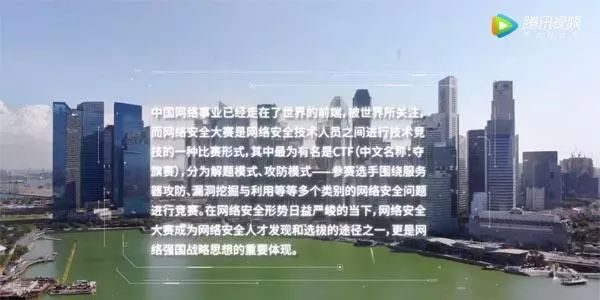 腾讯视频
中国网络事业已经走在了世界的前端，被世界所关注，
而网络安全大赛是网络安全技术人员之间进行技术竞
技的一种比赛形式，其中最为有名是CTF（中文名称：夺
旗赛），分为解题模式、攻防模式——参赛选手围绕服务
器攻防、漏洞挖掘与利用等等多个类别的网络安全问题
进行竞赛。在网络安全形势日益严峻的当下，网络安全
大赛成为网络安全人才发现和选拔的途径之一，更是网
络强国战略思想的重要体现。